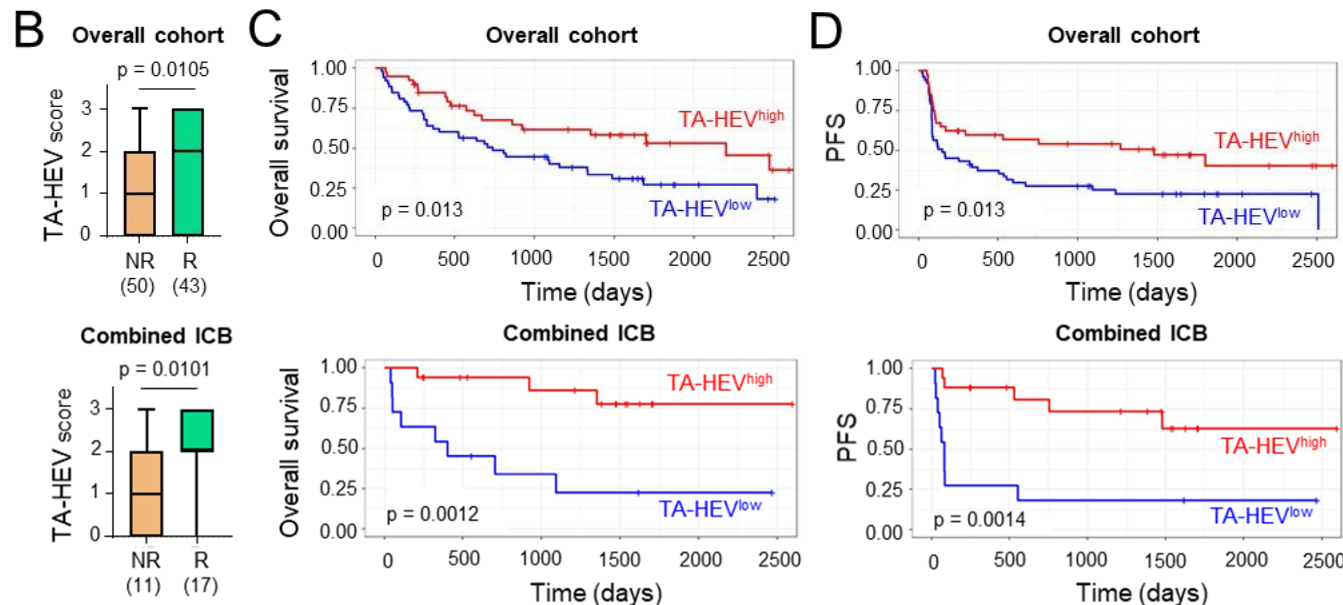 B
Overall cohort
p = 0.0105
TA-HEV score
3
2
1
0
NR
R
(50)
(43)
Combined ICB
p = 0.0101
TA-HEV score
3
2
1
0
NR
R
(11)
(17)
C
Overall cohort
Overall survival
1.00
0.75
0.50
0.25
0.00
TA-HEVhigh
TA-HEVlow
p = 0.013
0 500 1000 1500 2000 2500
Time (days)
Combined ICB
Overall survival
1.00
0.75
0.50
0.25
0.00
TA-HEVhigh
TA-HEVlow
p = 0.0012
0 500 1000 1500 2000 2500
Time (days)
D
Overall cohort
PFS
1.00
0.75
0.50
0.25
0.00
TA-HEVhigh
TA-HEVlow
p = 0.013
0 500 1000 1500 2000 2500
Time (days)
Combined ICB
PFS
1.00
0.75
0.50
0.25
0.00
TA-HEVhigh
TA-HEVlow
p = 0.0014
0 500 1000 1500 2000 2500
Time (days)